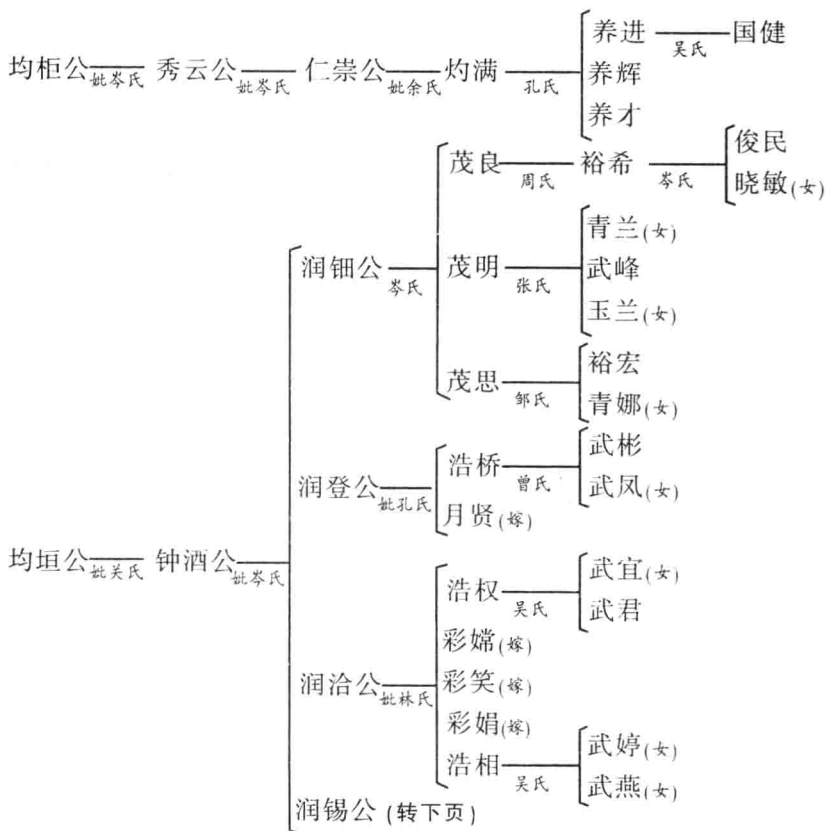 养进 吴氏 国健
均柜公 妣岑氏 秀云公 妣岑氏 仁崇公 妣余氏 灼满 孔氏 养辉
养才
茂良 周氏 裕希 岑氏 俊民
晓敏(女)
青兰(女)
润钿公 岑氏 茂明 张氏 武峰
玉兰(女)
裕宏
茂思 邹氏
青娜(女)
武彬
浩桥 曾氏
润登公 妣孔氏 武凤(女)
月贤(嫁)
均垣公 妣关氏 钟酒公 妣岑氏
武宜(女)
浩权 吴氏
武君
彩嫦(嫁)
润洽公 妣林氏 彩笑(嫁)
彩娟(嫁)
武婷(女)
浩相 吴氏
武燕(女)
润锡公 (转下页)